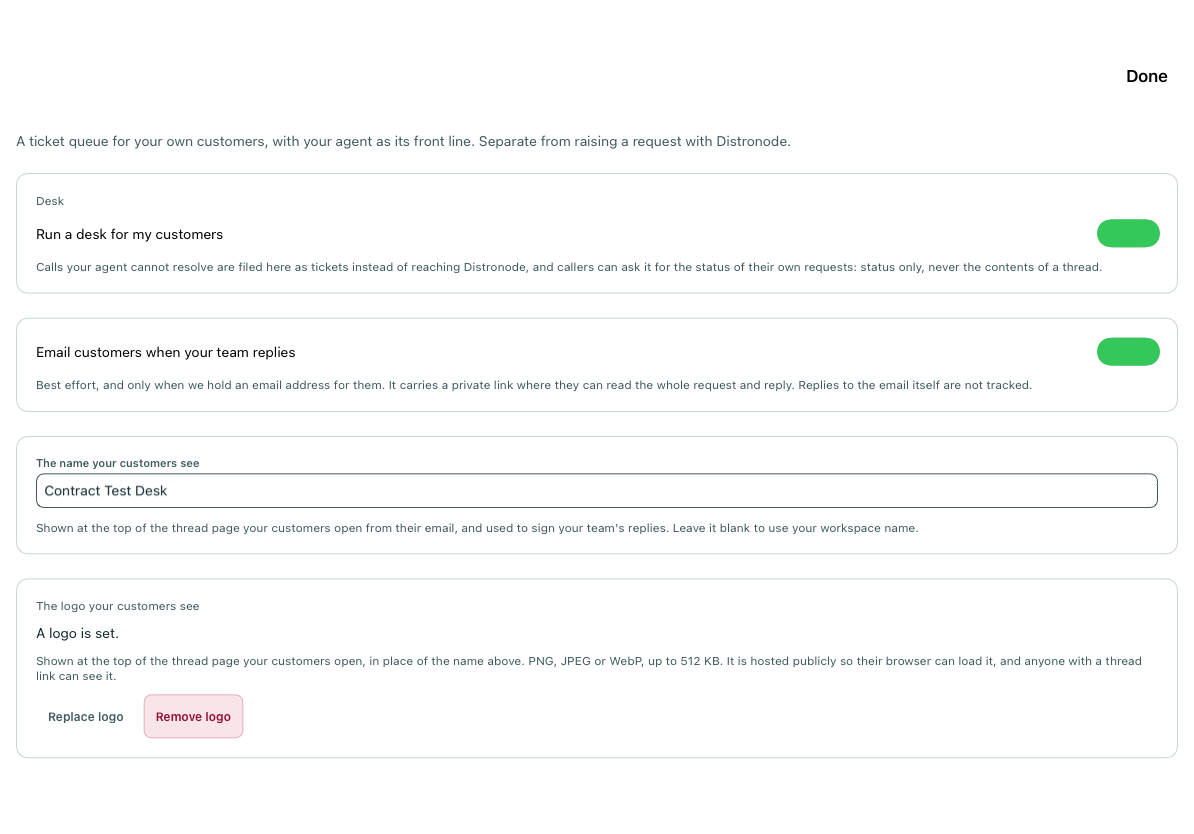 Done
A ticket queue for your own customers, with your agent as its front line. Separate from raising a request with Distronode.
Desk
Run a desk for my customers
Calls your agent cannot resolve are filed here as tickets instead of reaching Distronode, and callers can ask it for the status of their own requests: status only, never the contents of a thread.
Email customers when your team replies
Best effort, and only when we hold an email address for them. It carries a private link where they can read the whole request and reply. Replies to the email itself are not tracked.
The name your customers see
Contract Test Desk
Shown at the top of the thread page your customers open from their email, and used to sign your team's replies. Leave it blank to use your workspace name.
The logo your customers see
A logo is set.
Shown at the top of the thread page your customers open, in place of the name above. PNG, JPEG or WebP, up to 512 KB. It is hosted publicly so their browser can load it, and anyone with a thread
link can see it.
Replace logo
Remove logo